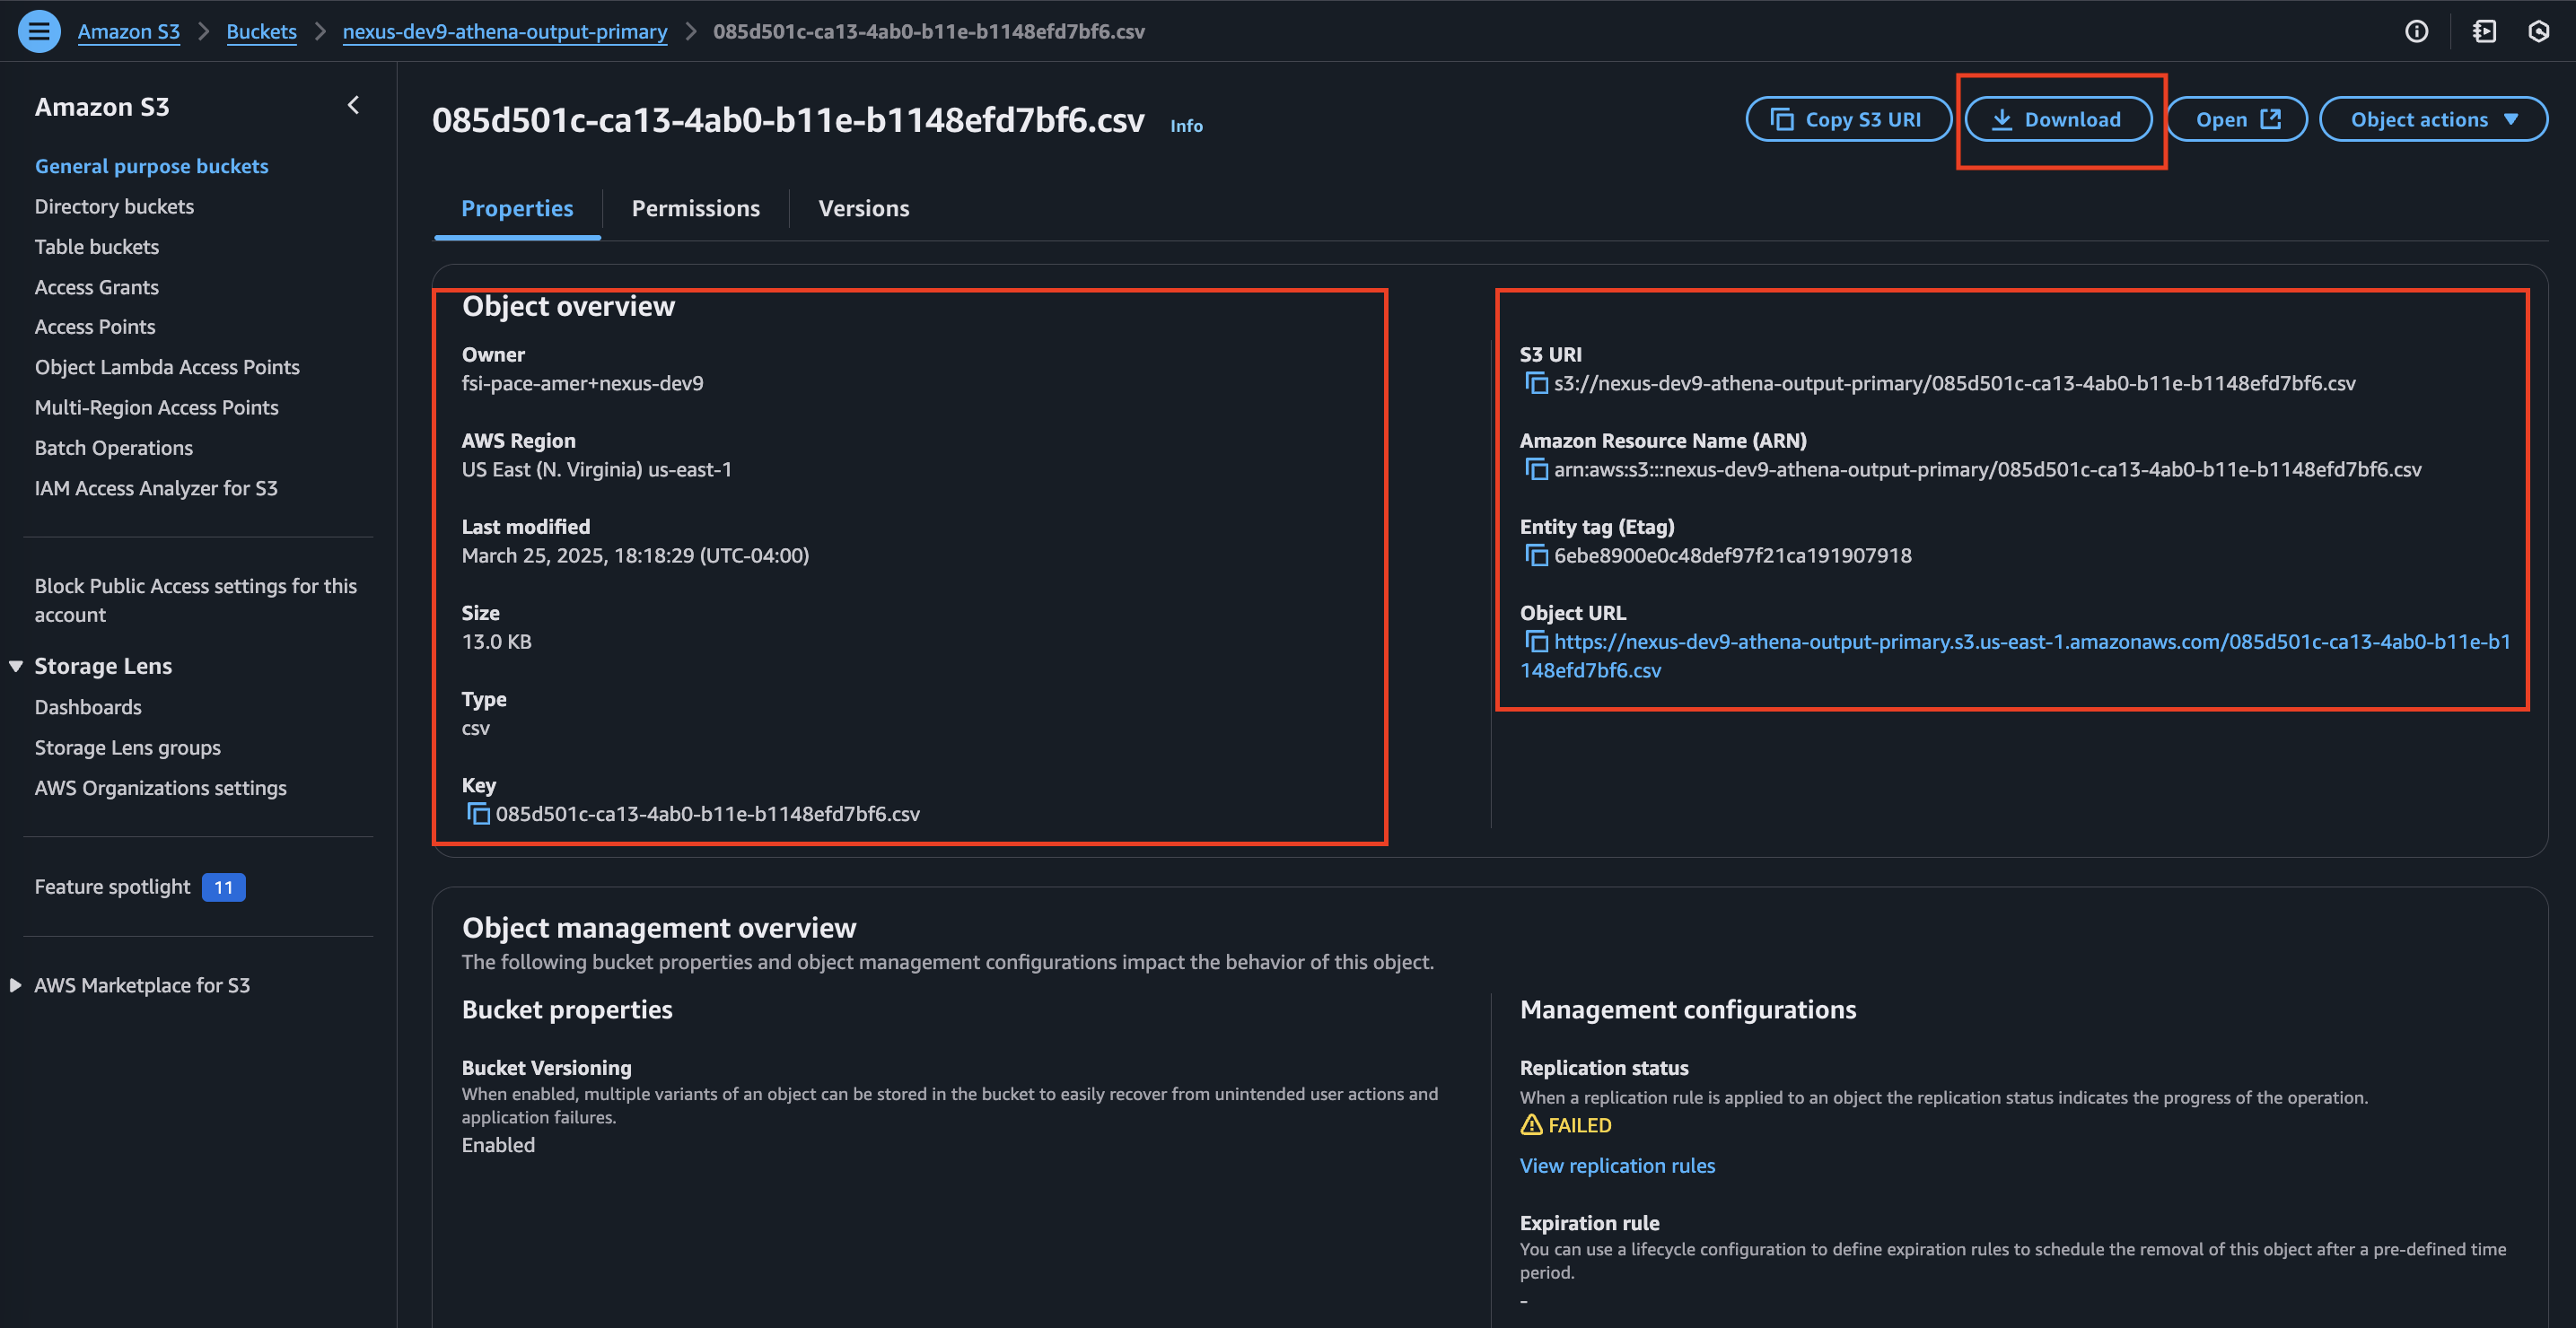 Amazon S3 > Buckets > nexus-dev9-athena-output-primary > 085d501c-ca13-4ab0-b11e-b1148efd7bf6.csv
Amazon S3
General purpose buckets
Directory buckets
Table buckets
Access Grants
Access Points
Object Lambda Access Points
Multi-Region Access Points
Batch Operations
IAM Access Analyzer for S3
Block Public Access settings for this
account
Storage Lens
Dashboards
Storage Lens groups
AWS Organizations settings
Feature spotlight 11
AWS Marketplace for S3
085d501c-ca13-4ab0-b11e-b1148efd7bf6.csv Info
Copy S3 URI
Download
Open
Object actions
Properties
Permissions
Versions
Object overview
Owner
fsi-pace-amer+nexus-dev9
AWS Region
US East (N. Virginia) us-east-1
Last modified
March 25, 2025, 18:18:29 (UTC-04:00)
Size
13.0 KB
Type
csv
Key
085d501c-ca13-4ab0-b11e-b1148efd7bf6.csv
S3 URI
s3://nexus-dev9-athena-output-primary/085d501c-ca13-4ab0-b11e-b1148efd7bf6.csv
Amazon Resource Name (ARN)
arn:aws:s3:::nexus-dev9-athena-output-primary/085d501c-ca13-4ab0-b11e-b1148efd7bf6.csv
Entity tag (Etag)
6ebe8900e0c48def97f21ca191907918
Object URL
https://nexus-dev9-athena-output-primary.s3.us-east-1.amazonaws.com/085d501c-ca13-4ab0-b11e-b1
148efd7bf6.csv
Object management overview
The following bucket properties and object management configurations impact the behavior of this object.
Bucket properties
Bucket Versioning
When enabled, multiple variants of an object can be stored in the bucket to easily recover from unintended user actions and
application failures.
Enabled
Management configurations
Replication status
When a replication rule is applied to an object the replication status indicates the progress of the operation.
FAILED
View replication rules
Expiration rule
You can use a lifecycle configuration to define expiration rules to schedule the removal of this object after a pre-defined time
period.
-